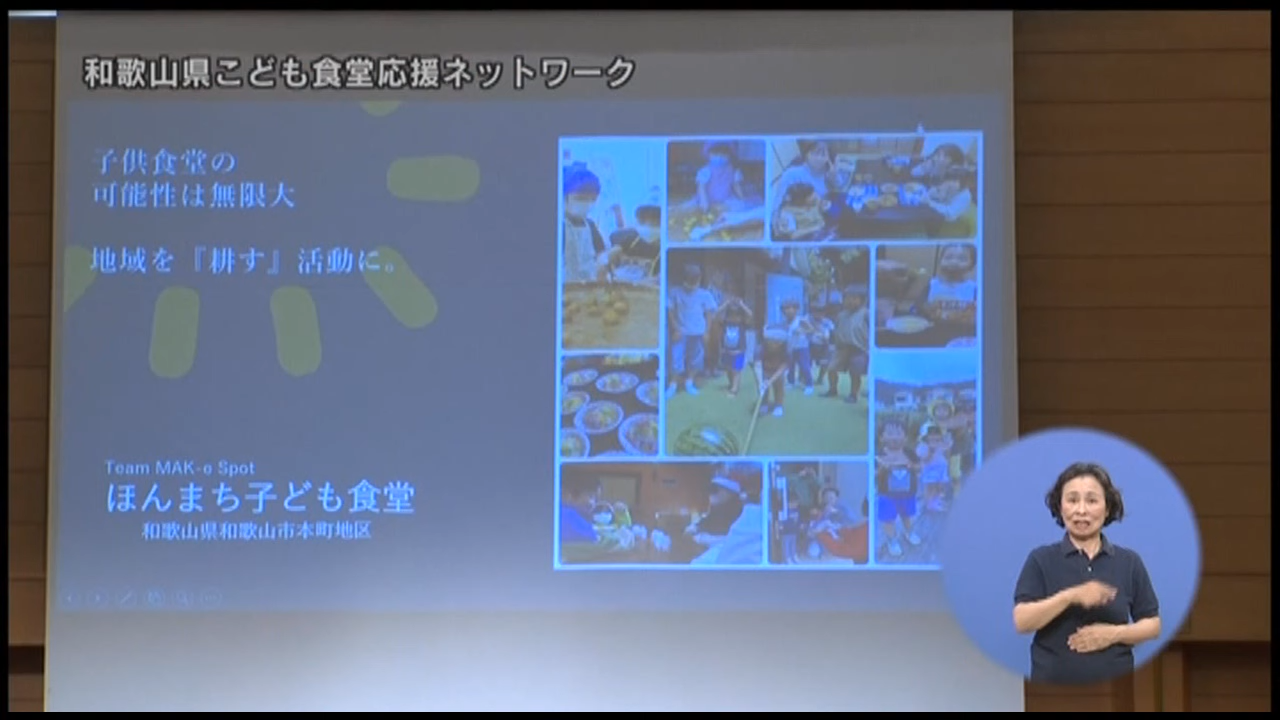 和歌山県こども食堂応援ネットワーク
子供食堂の
可能性は無限大
地域を『耕す』活動に。
Team MAK-e Spot
ほんまち子ども食堂
和歌山県和歌山市本町地区